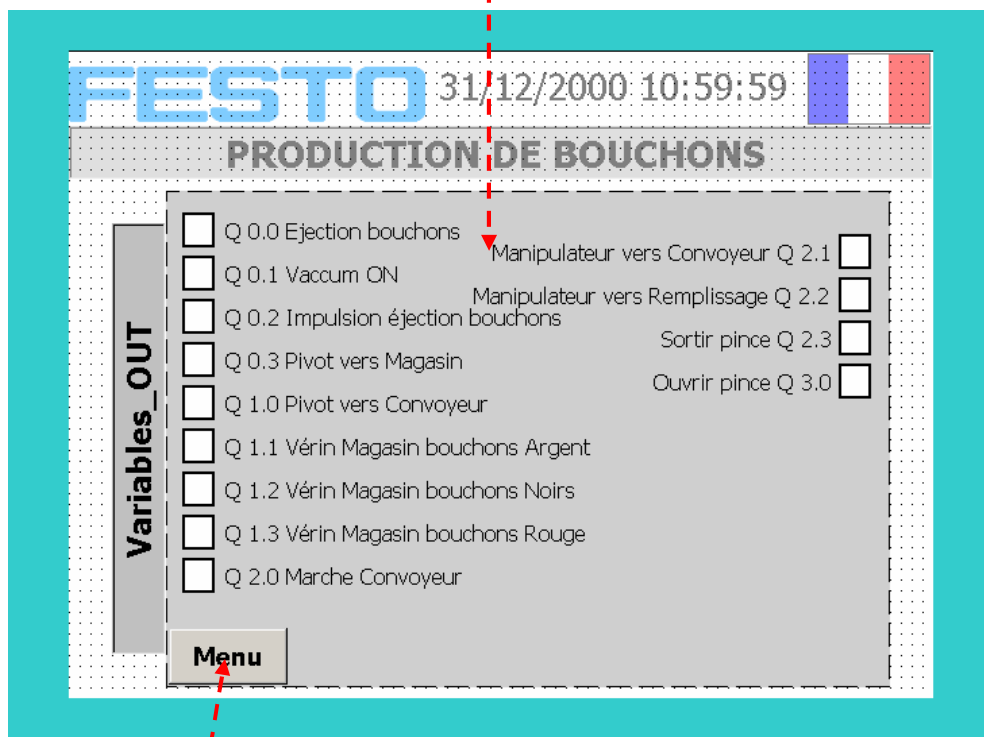 FESTO 31/12/2000 10:59:59
PRODUCTION DE BOUCHONS
Variables_OUT
Q 0.0 Ejection bouchons
Q 0.1 Vaccum ON
Q 0.2 Impulsion éjection bouchons
Q 0.3 Pivot vers Magasin
Q 1.0 Pivot vers Convoyeur
Q 1.1 Vérin Magasin bouchons Argent
Q 1.2 Vérin Magasin bouchons Noirs
Q 1.3 Vérin Magasin bouchons Rouge
Q 2.0 Marche Convoyeur
Manipulateur vers Convoyeur Q 2.1
Manipulateur vers Remplissage Q 2.2
Sortir pince Q 2.3
Ouvrir pince Q 3.0
Menu